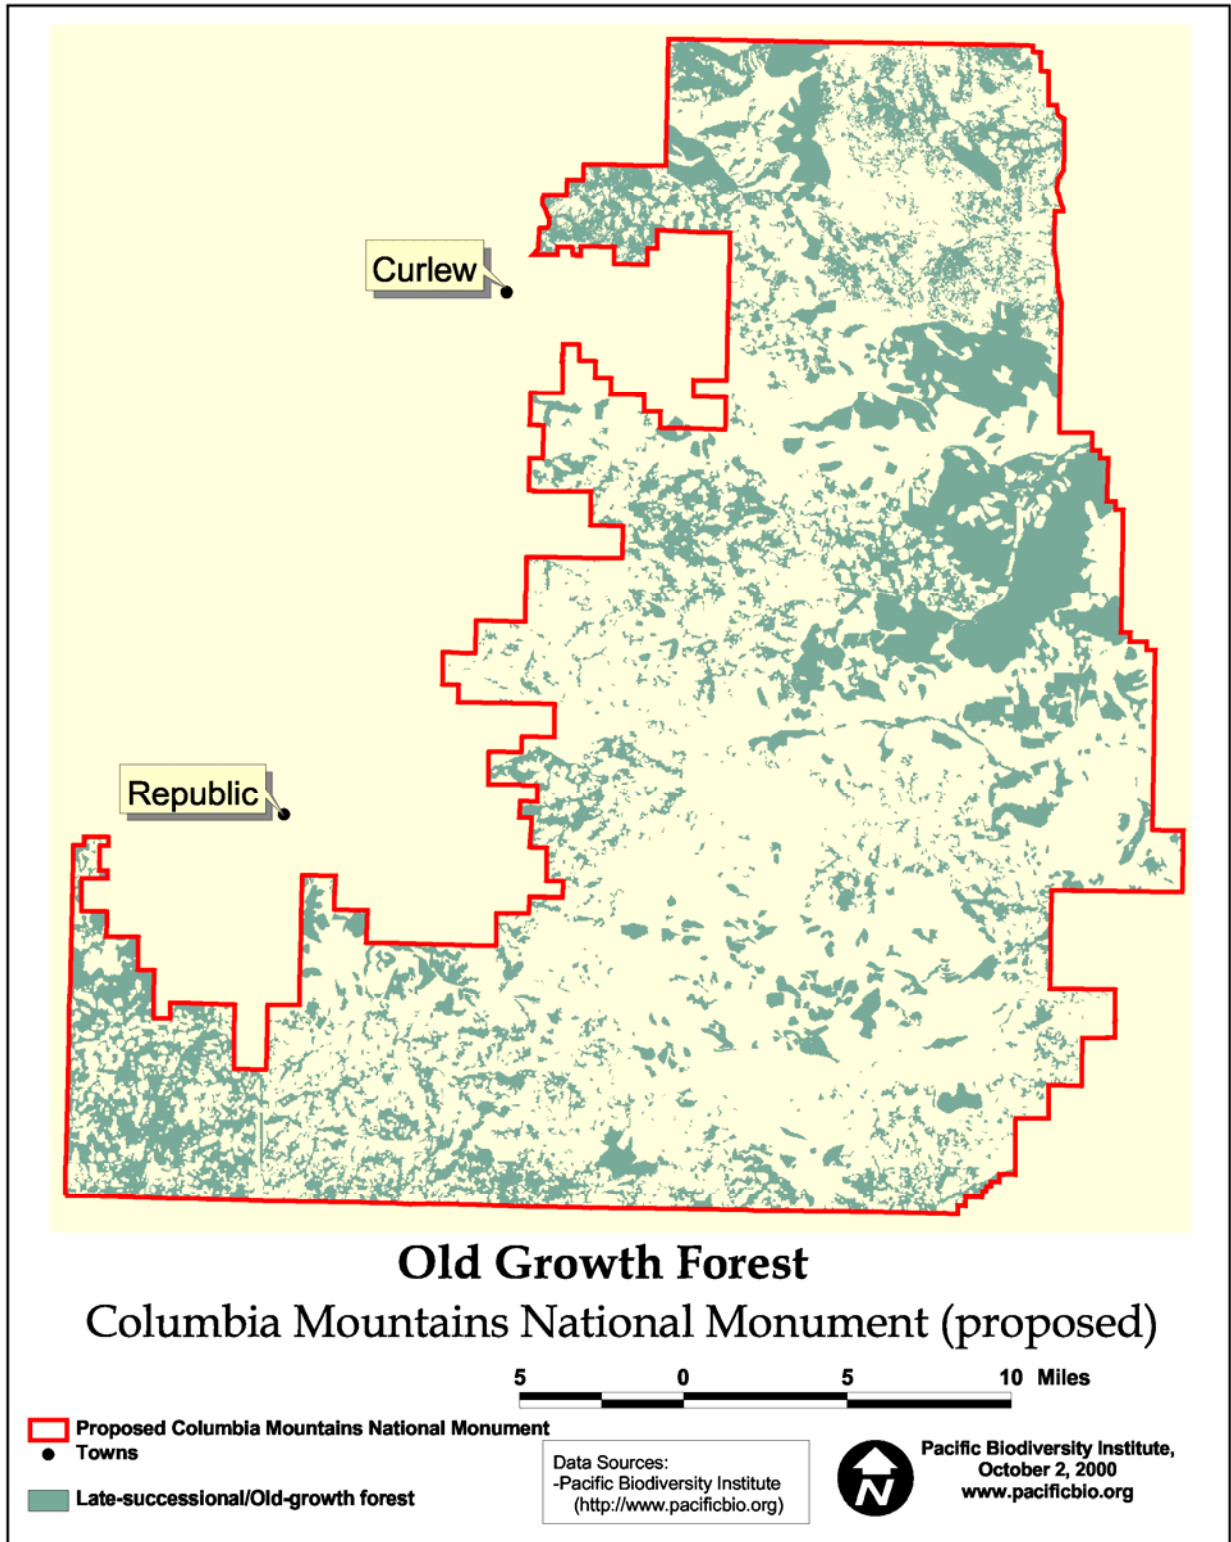 Curlew
Republic
Old Growth Forest
Columbia Mountains National Monument (proposed)
5 0 5 10 Miles
Proposed Columbia Mountains National Monument
Towns
Late-successional/Old-growth forest
Data Sources:
-Pacific Biodiversity Institute
(http://www.pacificbio.org)
N
Pacific Biodiversity Institute,
October 2, 2000
www.pacificbio.org